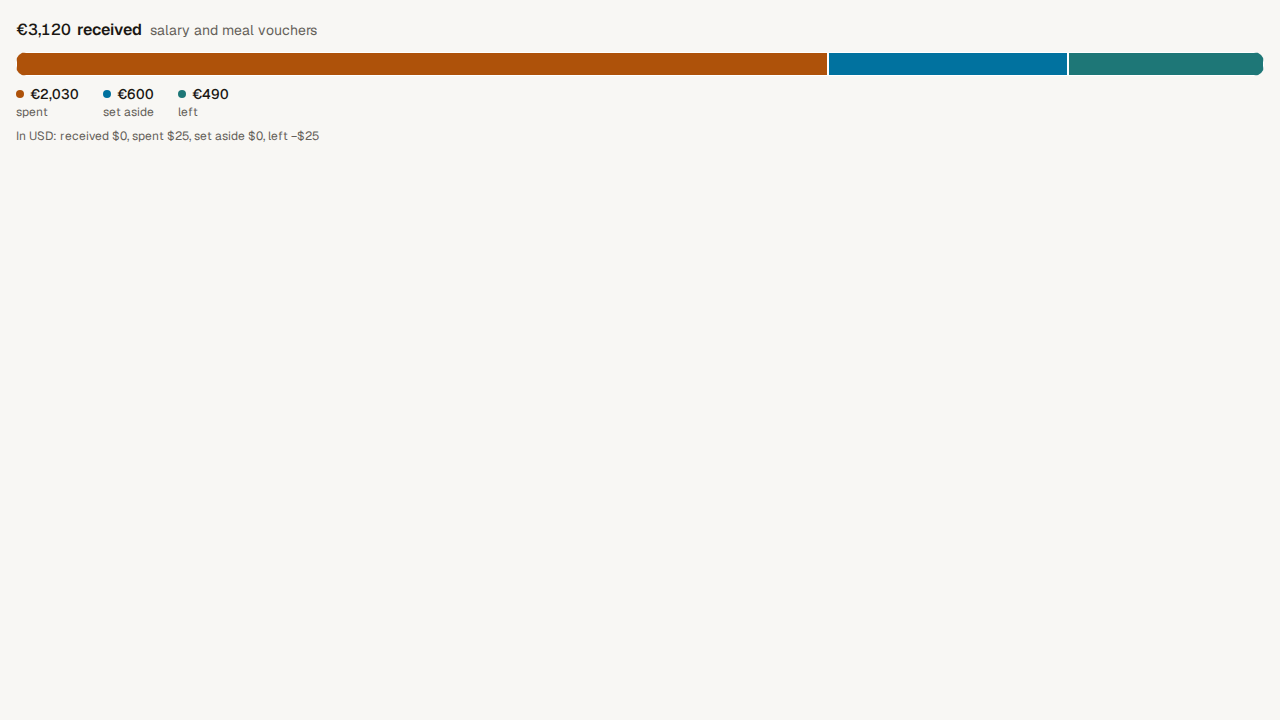 €3,120 received salary and meal vouchers
€2,030 €600 €490
spent set aside left
In USD: received $0, spent $25, set aside $0, left −$25